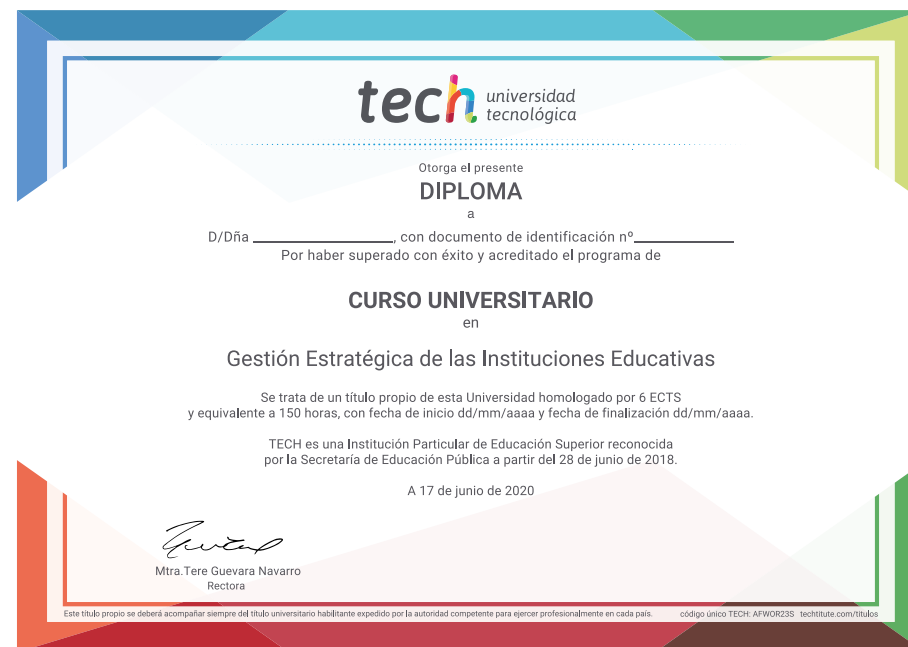 tech universidad
tecnológica
Otorga el presente
DIPLOMA
a
D/Dña ____________________, con documento de identificación nº______________
Por haber superado con éxito y acreditado el programa de
CURSO UNIVERSITARIO
en
Gestión Estratégica de las Instituciones Educativas
Se trata de un título propio de esta Universidad homologado por 6 ECTS
y equivalente a 150 horas, con fecha de inicio dd/mm/aaaa y fecha de finalización dd/mm/aaaa.
TECH es una Institución Particular de Educación Superior reconocida
por la Secretaría de Educación Pública a partir del 28 de junio de 2018.
A 17 de junio de 2020
Mtra.Tere Guevara Navarro
Rectora
Este título propio se deberá acompañar siempre del título universitario habilitante expedido por la autoridad competente para ejercer profesionalmente en cada país. código único TECH: AFWOR23S techtitute.com/titulos